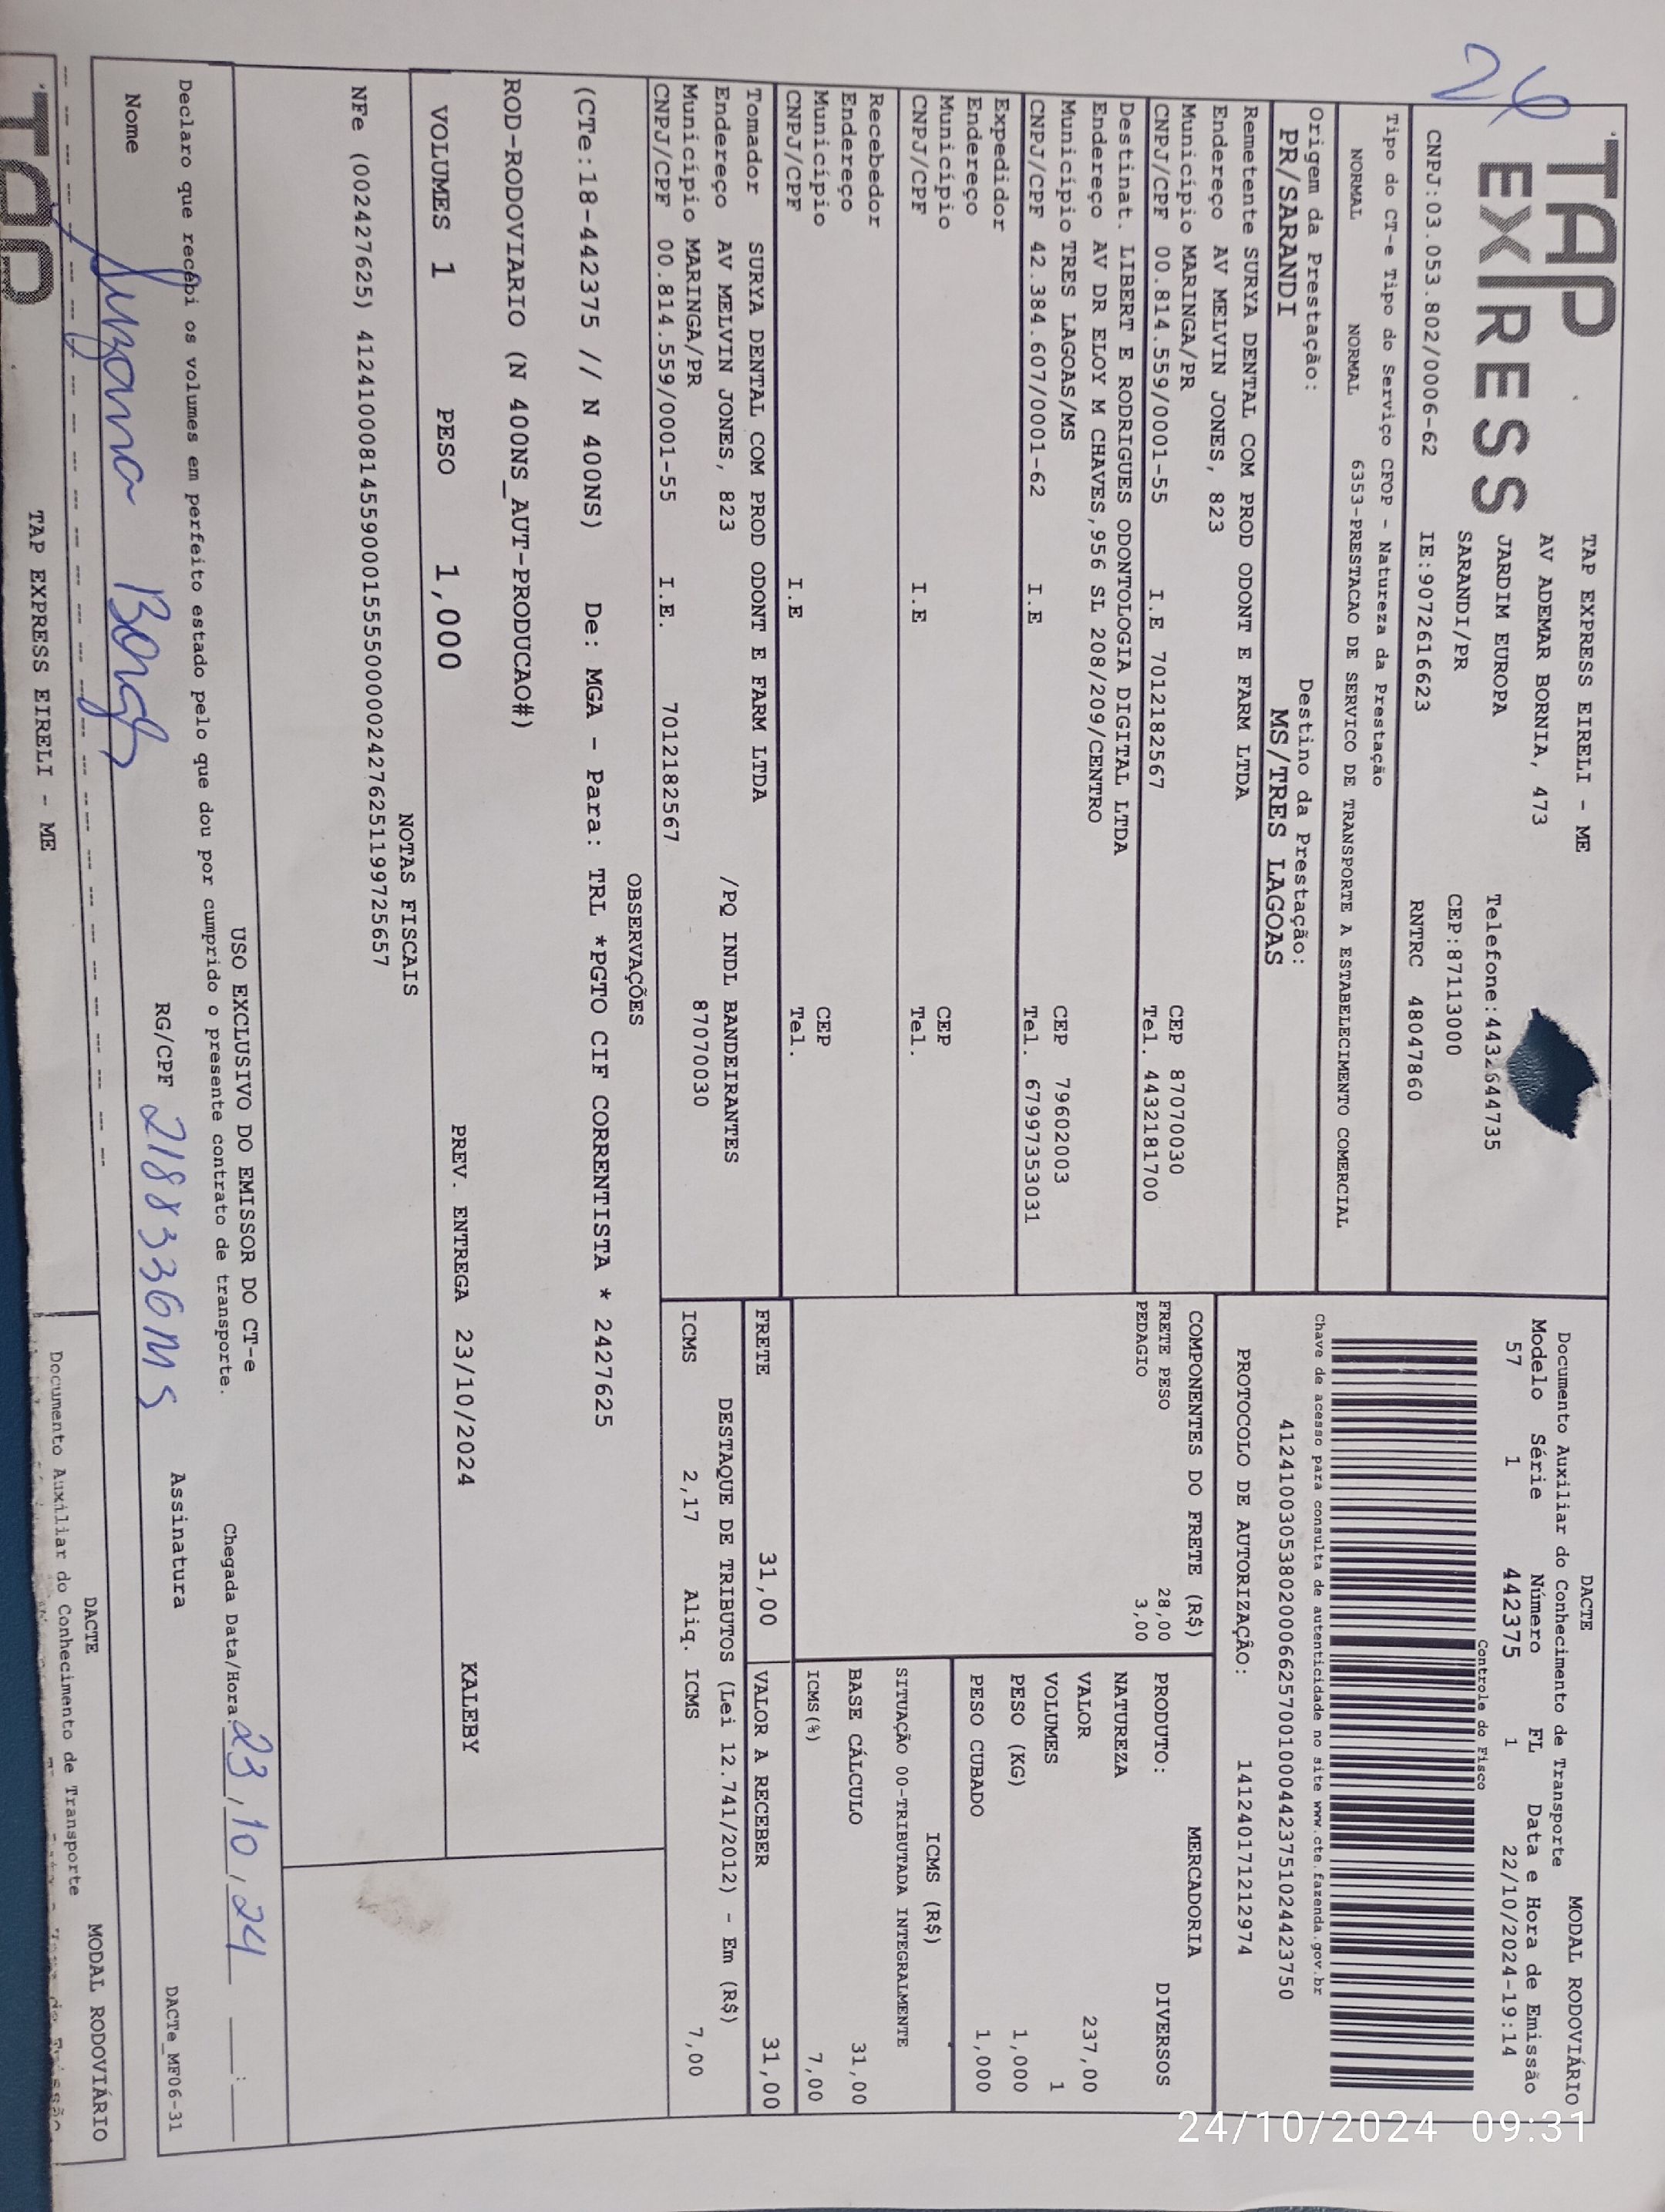 26
TAP
EXPRESS
TAP EXPRESS EIRELI - ME
AV ADEMAR BORNIA, 473
JARDIM EUROPA
Telefone:4432644735
SARANDI/PR
CEP:87113000
CNPJ:03.053.802/0006-62
IE:9072616623
RNTRC 48047860
DACTE
MODAL RODOVIÁRIO
Documento Auxiliar do Conhecimento de Transporte
Modelo Série Número FL Data e Hora de Emissão
57 1 442375 1 22/10/2024-19:14
Controle do Fisco
Chave de acesso para consulta de autenticidade no site www.cte.fazenda.gov.br
41241003053802000662570010004423751024423750
PROTOCOLO DE AUTORIZAÇÃO: 141240171212974
Tipo do CT-e Tipo do Serviço CFOP - Natureza da Prestação
NORMAL NORMAL 6353-PRESTACAO DE SERVICO DE TRANSPORTE A ESTABELECIMENTO COMERCIAL
Origem da Prestação: Destino da Prestação:
PR/SARANDI MS/TRES LAGOAS
Remetente SURYA DENTAL COM PROD ODONT E FARM LTDA
Endereço AV MELVIN JONES, 823
Município MARINGA/PR CEP 87070030
CNPJ/CPF 00.814.559/0001-55 I.E 7012182567 Tel. 4432181700
Destinat. LIBERT E RODRIGUES ODONTOLOGIA DIGITAL LTDA
Endereço AV DR ELOY M CHAVES,956 SL 208/209/CENTRO
Município TRES LAGOAS/MS CEP 79602003
CNPJ/CPF 42.384.607/0001-62 I.E Tel. 67997353031
Expedidor
Endereço
Município CEP
CNPJ/CPF I.E Tel.
Recebedor
Endereço
Município CEP
CNPJ/CPF I.E Tel.
Tomador SURYA DENTAL COM PROD ODONT E FARM LTDA
Endereço AV MELVIN JONES, 823 /PQ INDL BANDEIRANTES
Município MARINGA/PR 87070030
CNPJ/CPF 00.814.559/0001-55 I.E. 7012182567
COMPONENTES DO FRETE (R$)
FRETE PESO 28,00
PEDAGIO 3,00
MERCADORIA
PRODUTO: DIVERSOS
NATUREZA
VALOR 237,00
VOLUMES 1
PESO (KG) 1,000
PESO CUBADO 1,000
ICMS (R$)
SITUAÇÃO 00-TRIBUTADA INTEGRALMENTE
BASE CÁLCULO 31,00
ICMS(%) 7,00
FRETE 31,00 VALOR A RECEBER 31,00
DESTAQUE DE TRIBUTOS (Lei 12.741/2012) - Em (R$)
ICMS 2,17 Aliq. ICMS 7,00
OBSERVAÇÕES
(CTe:18-442375 // N 400NS) De: MGA - Para: TRL *PGTO CIF CORRENTISTA * 2427625
ROD-RODOVIARIO (N 400NS_AUT-PRODUCAO#)
VOLUMES 1 PESO 1,000 PREV. ENTREGA 23/10/2024 KALEBY
NOTAS FISCAIS
NFe (002427625) 41241000814559000155550000024276251199725657
USO EXCLUSIVO DO EMISSOR DO CT-e
Declaro que recebi os volumes em perfeito estado pelo que dou por cumprido o presente contrato de transporte.
Chegada Data/Hora: 23/10/24 __:__
Nome RG/CPF 2188336MS Assinatura
DACTe_MF06-31
TAP
TAP EXPRESS EIRELI - ME
DACTE
MODAL RODOVIÁRIO
Documento Auxiliar do Conhecimento de Transporte
24/10/2024 09:31